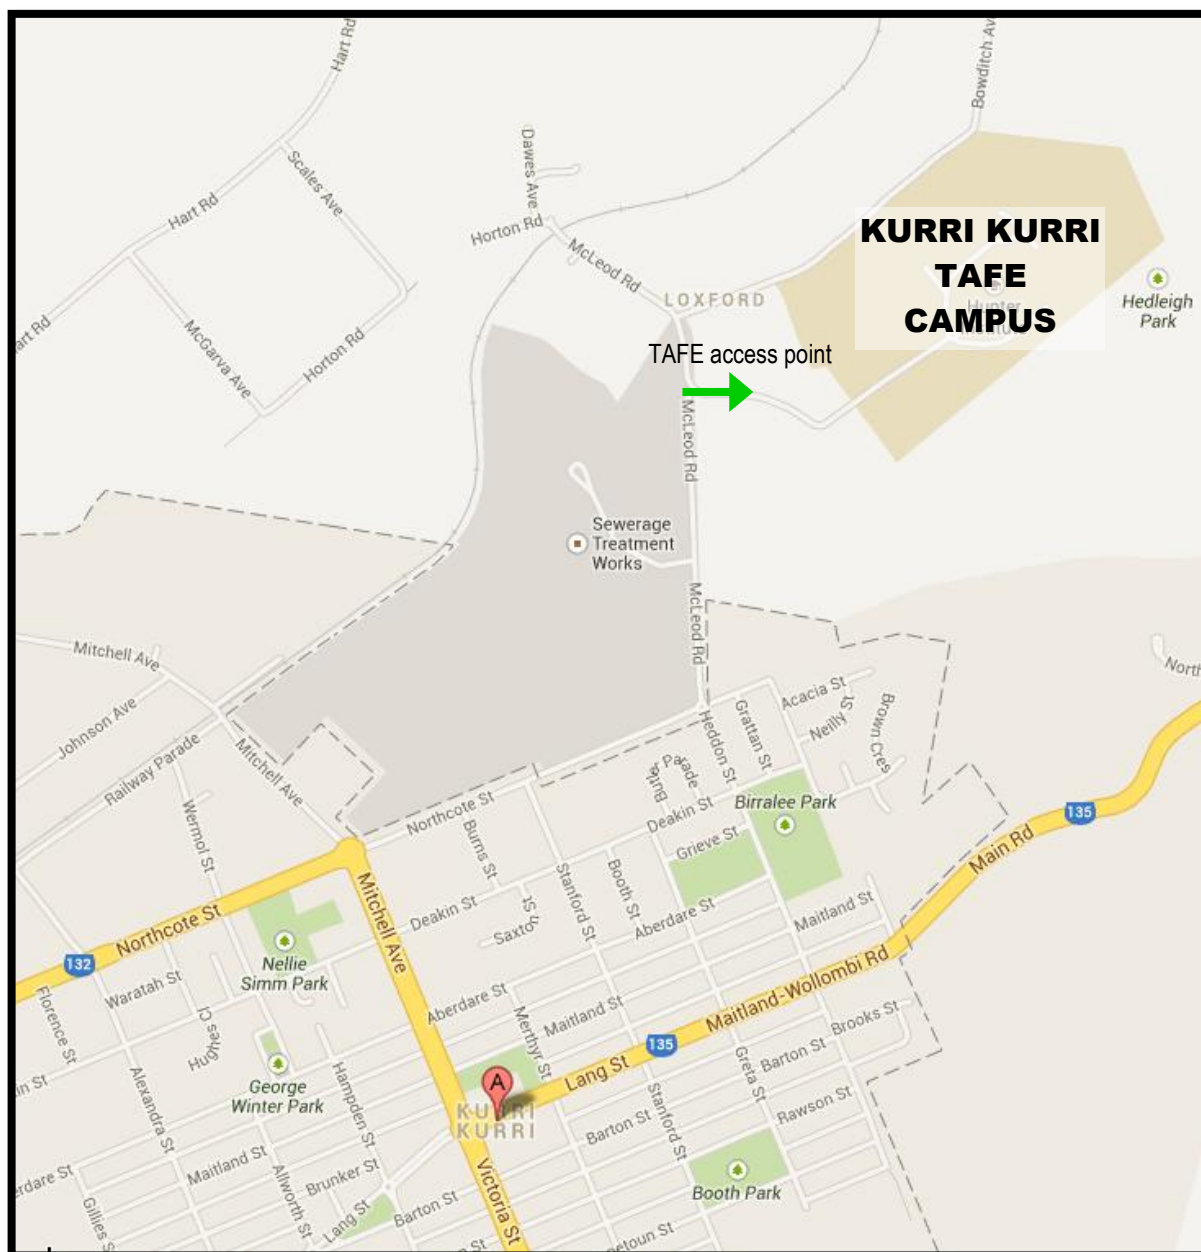 Hart Rd
Bowditch Av
Scales Ave
Dawes Ave
Hart Rd
Horton Rd
McLeod Rd
KURRI KURRI
TAFE
CAMPUS
Hunter
LOXFORD
Hedleigh
Park
McGarva Ave
Horton Rd
TAFE access point
McLeod Rd
Sewerage
Treatment
Works
McLeod Rd
Mitchell Ave
Johnson Ave
Railway Parade
Mitchell Ave
Acacia St
Neilly St
Brown Cres
Grattan St
Heddon St
Wermol St
Northcote St
Burns St
Deakin St
Birralee Park
135
Main Rd
Grieve St
Stanford St
Booth St
Northcote St
Mitchell Ave
Deakin St
Saxton St
Aberdare St
Maitland St
132
Nellie
Simm Park
Waratah St
Florence St
Hughes Cl
Aberdare St
Merthyr St
Maitland St
Maitland-Wollombi Rd
135
Lang St
Brooks St
Barton St
Greta St
George
Winter Park
Alexandra St
Hampden St
A
KURRI
KURRI
Stanford St
Rawson St
Barton St
Maitland St
Brunker St
Allworth St
Victoria St
Booth Park
Lang St
Barton St